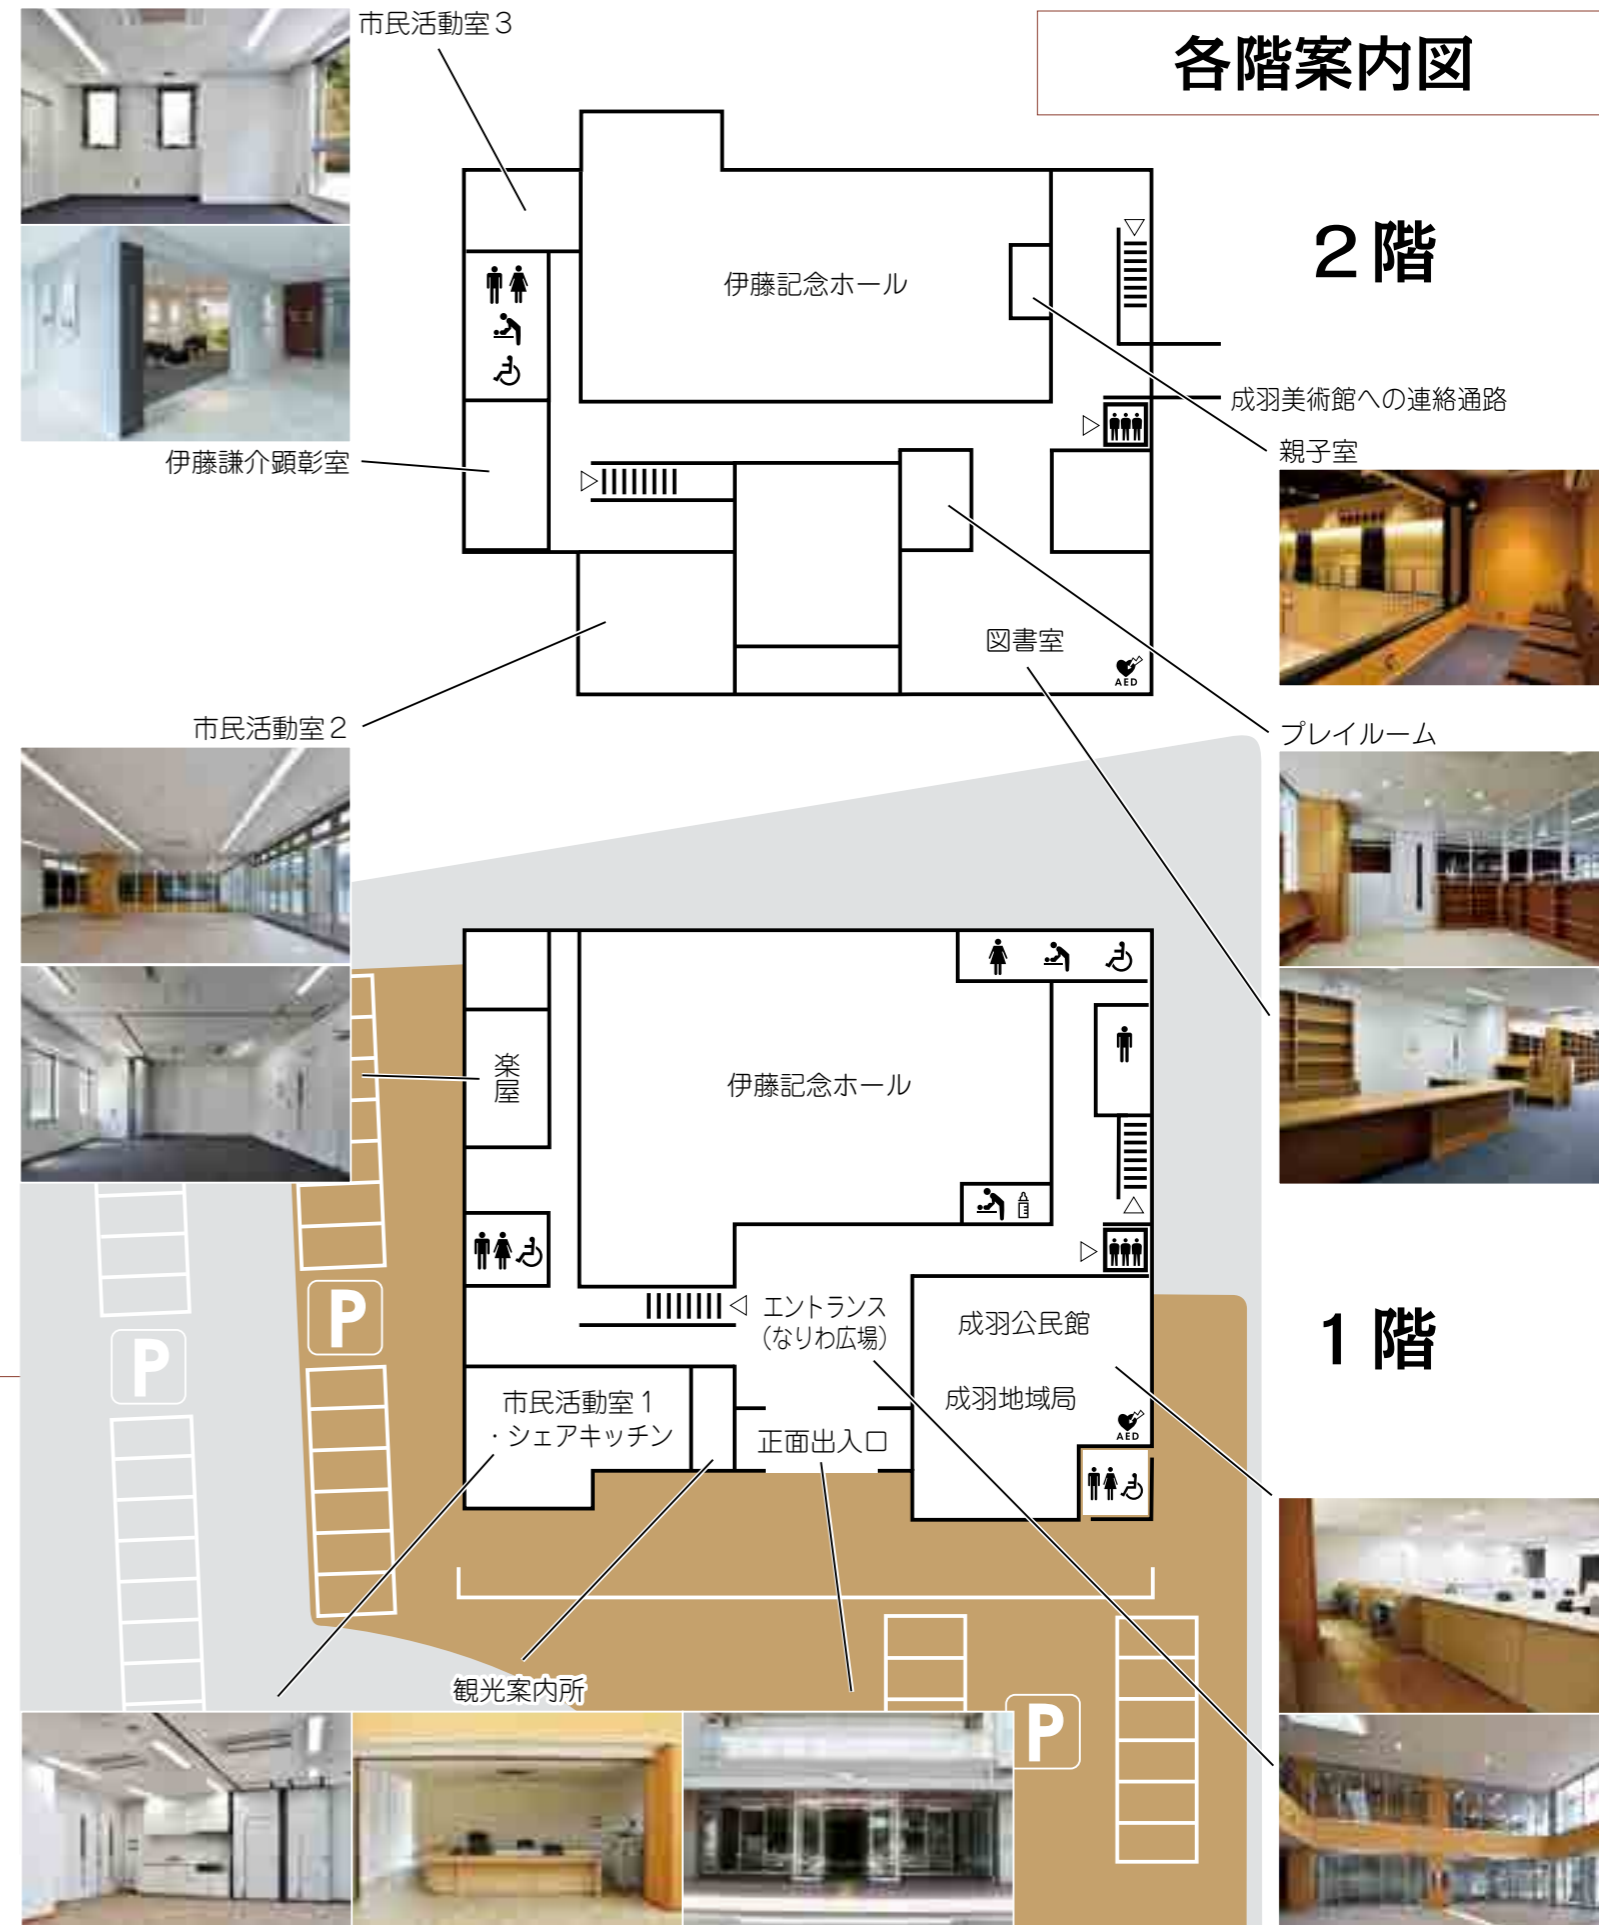 市民活動室３
各階案内図
２階
伊藤記念ホール
成羽美術館への連絡通路
親子室
伊藤謙介顕彰室
図書室
AED
市民活動室２
プレイルーム
楽屋
伊藤記念ホール
エントランス
（なりわ広場）
成羽公民館
１階
P
P
成羽地域局
市民活動室１
・シェアキッチン
正面出入口
AED
観光案内所
P